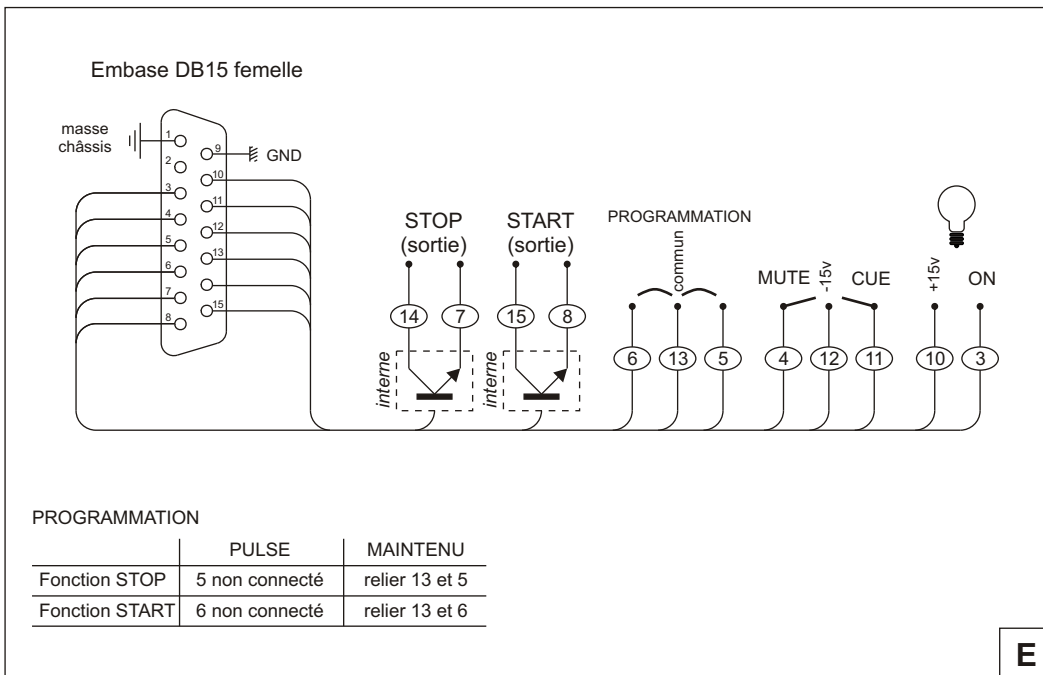 Embase DB15 femelle
masse
châssis
1
2
3
4
5
6
7
8
9
10
11
12
13
15
GND
STOP
(sortie)
START
(sortie)
PROGRAMMATION
commun
MUTE
-15v
CUE
+15v
ON
14
7
15
8
6
13
5
4
12
11
10
3
interne
interne
PROGRAMMATION
PULSE MAINTENU
Fonction STOP 5 non connecté relier 13 et 5
Fonction START 6 non connecté relier 13 et 6
E